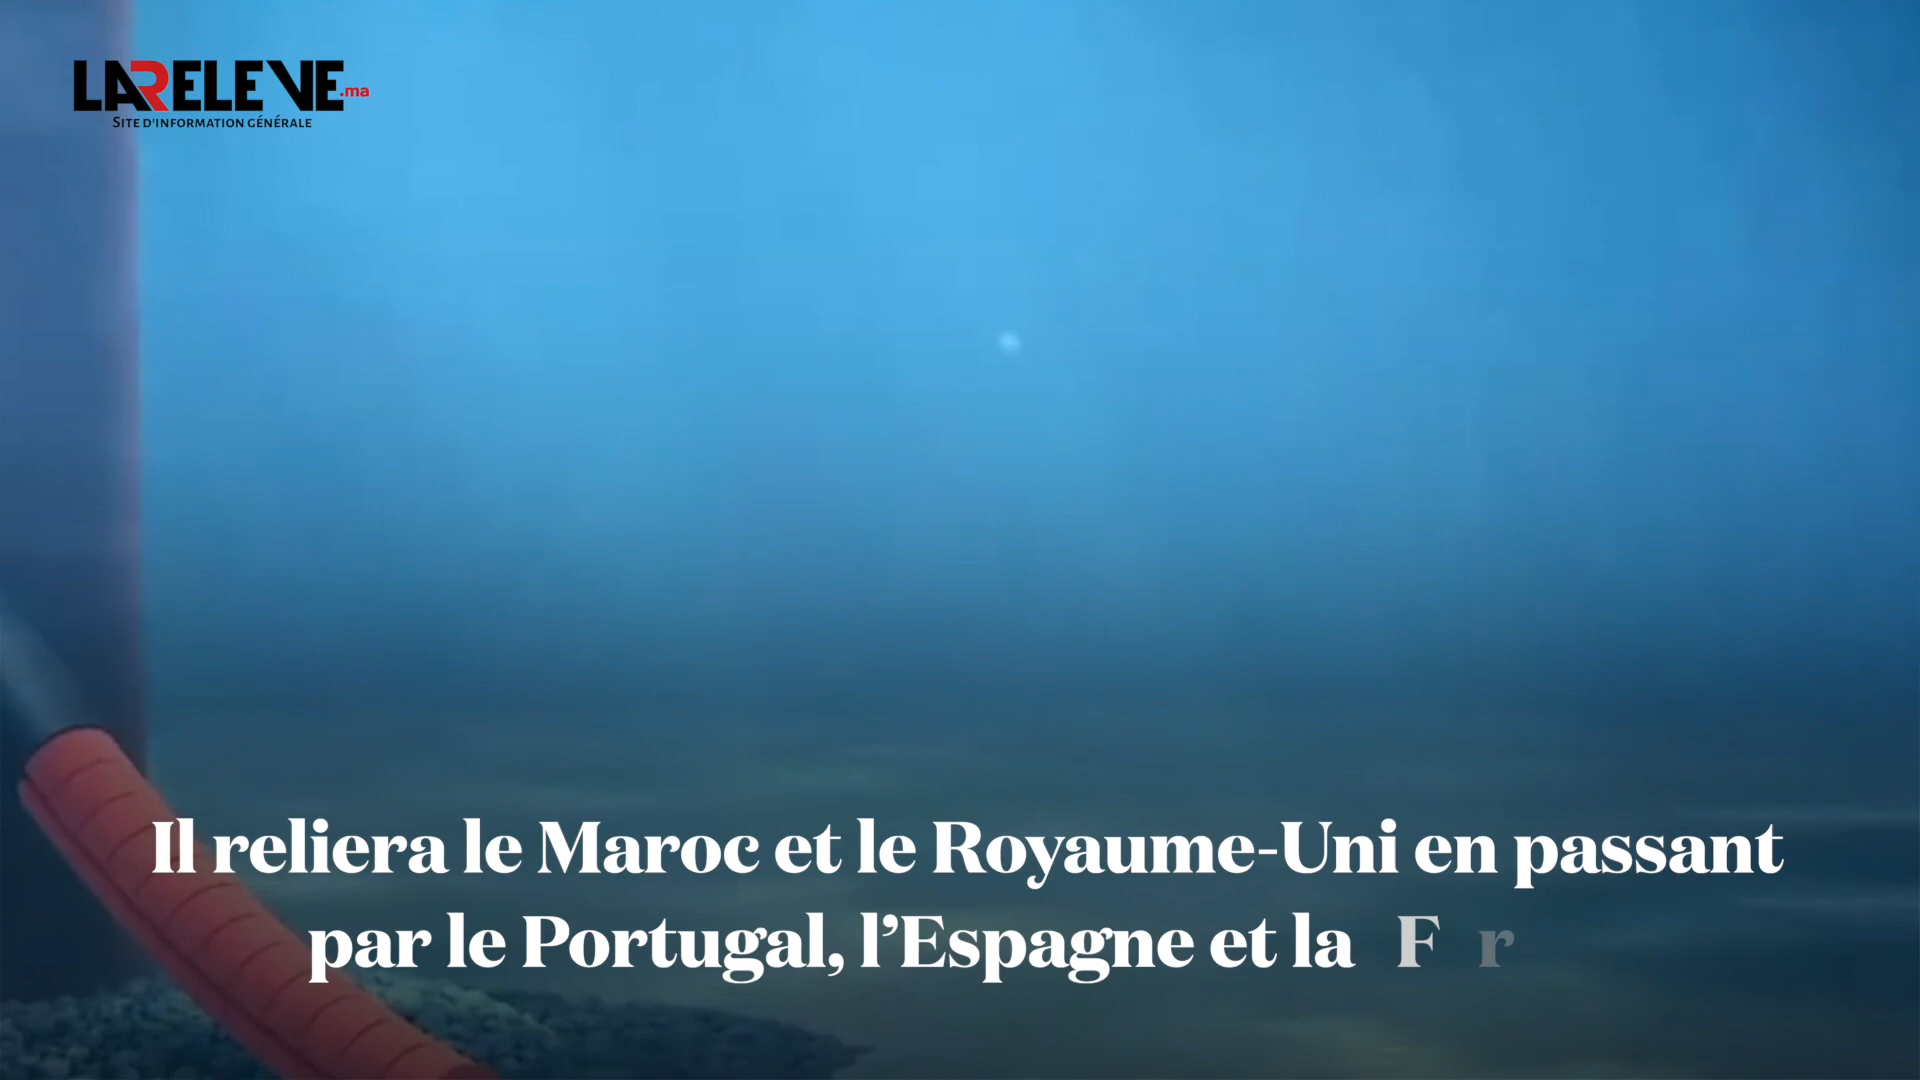 LARELEVE.ma
SITE D'INFORMATION GÉNÉRALE
Il reliera le Maroc et le Royaume-Uni en passant
par le Portugal, l’Espagne et la F r